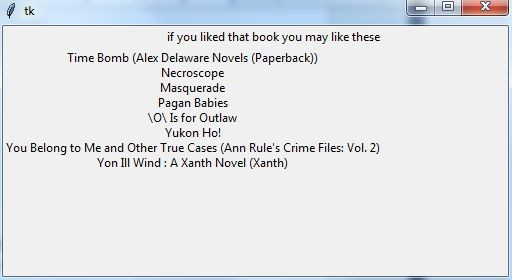 tk
if you liked that book you may like these
Time Bomb (Alex Delaware Novels (Paperback))
Necroscope
Masquerade
Pagan Babies
\O\ Is for Outlaw
Yukon Ho!
You Belong to Me and Other True Cases (Ann Rule's Crime Files: Vol. 2)
Yon Ill Wind : A Xanth Novel (Xanth)